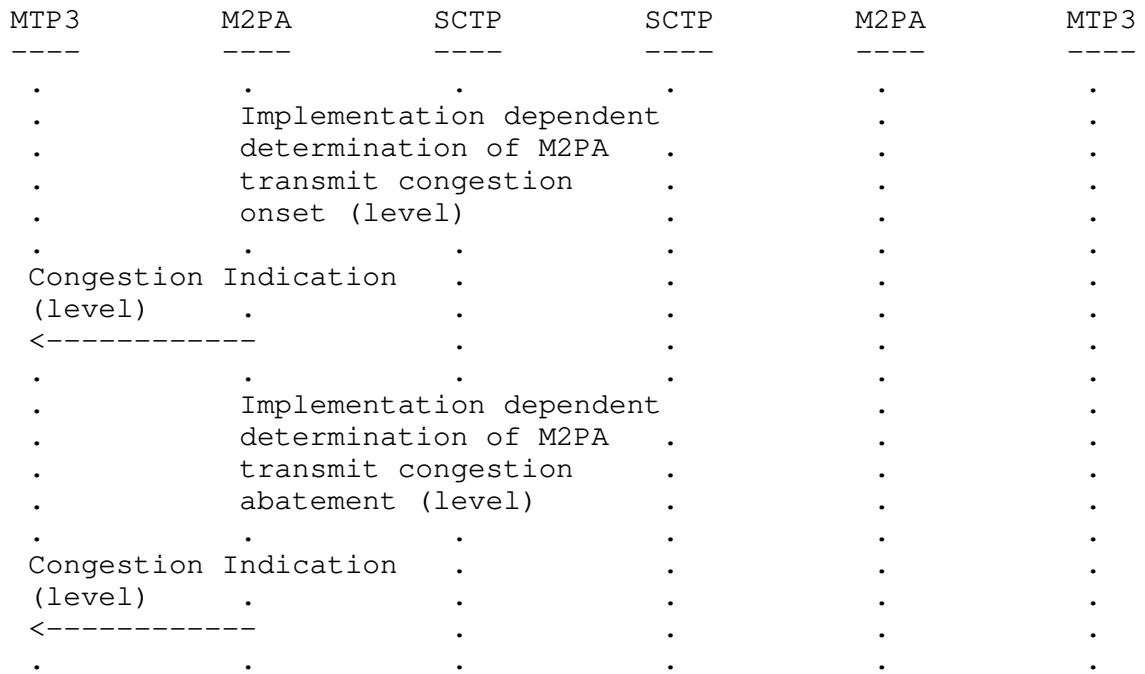 MTP3        M2PA        SCTP        SCTP        M2PA        MTP3
----        ----        ----        ----        ----        ----
 .            .           .           .           .           .
 .            Implementation dependent            .           .
 .            determination of M2PA   .           .           .
 .            transmit congestion     .           .           .
 .            onset (level)           .           .           .
 .            .           .           .           .           .
 Congestion Indication    .           .           .           .
 (level)      .           .           .           .           .
 <------------            .           .           .           .
 .            .           .           .           .           .
 .            Implementation dependent            .           .
 .            determination of M2PA   .           .           .
 .            transmit congestion     .           .           .
 .            abatement (level)       .           .           .
 .            .           .           .           .           .
 Congestion Indication    .           .           .           .
 (level)      .           .           .           .           .
 <------------            .           .           .           .
 .            .           .           .           .           .